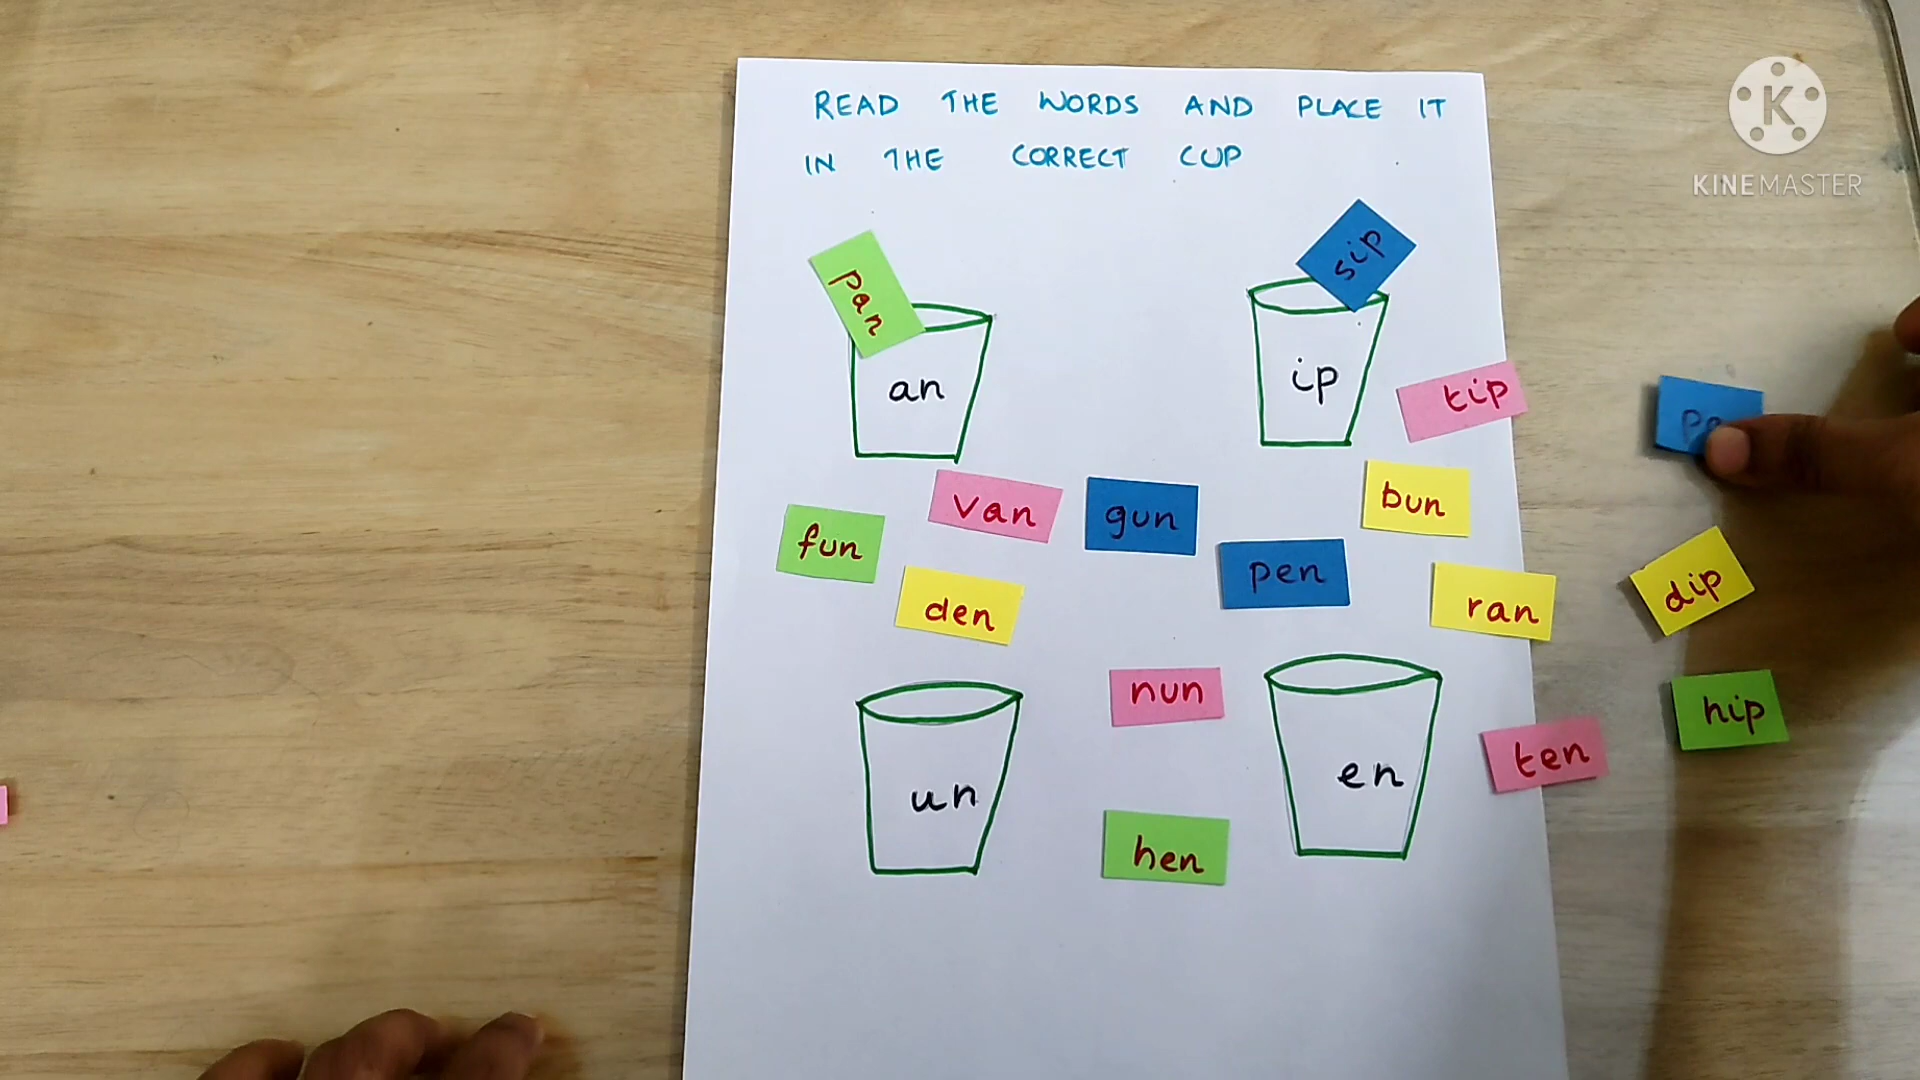 READ THE WORDS AND PLACE IT
IN THE CORRECT CUP
KINEMASTER
pan
sip
an
ip
tip
van
gun
bun
fun
pen
den
ran
dip
nun
hip
un
en
ten
hen